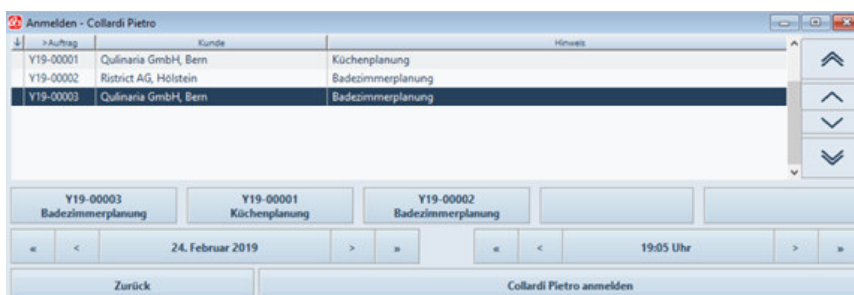 Anmelden - Collardi Pietro
>Auftrag Kunde Hinweis
Y19-00001 Qulinaria GmbH, Bern Küchenplanung
Y19-00002 Ristrict AG, Hölstein Badezimmerplanung
Y19-00003 Qulinaria GmbH, Bern Badezimmerplanung
Y19-00003 Y19-00001 Y19-00002
Badezimmerplanung Küchenplanung Badezimmerplanung
« < 24. Februar 2019 > » « < 19:05 Uhr > »
Zurück Collardi Pietro anmelden